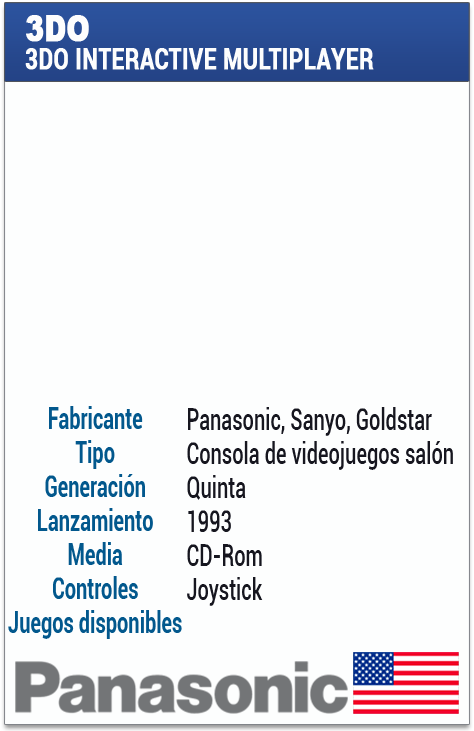 3DO
3DO INTERACTIVE MULTIPLAYER
Fabricante Panasonic, Sanyo, Goldstar
Tipo Consola de videojuegos salón
Generación Quinta
Lanzamiento 1993
Media CD-Rom
Controles Joystick
Juegos disponibles
Panasonic